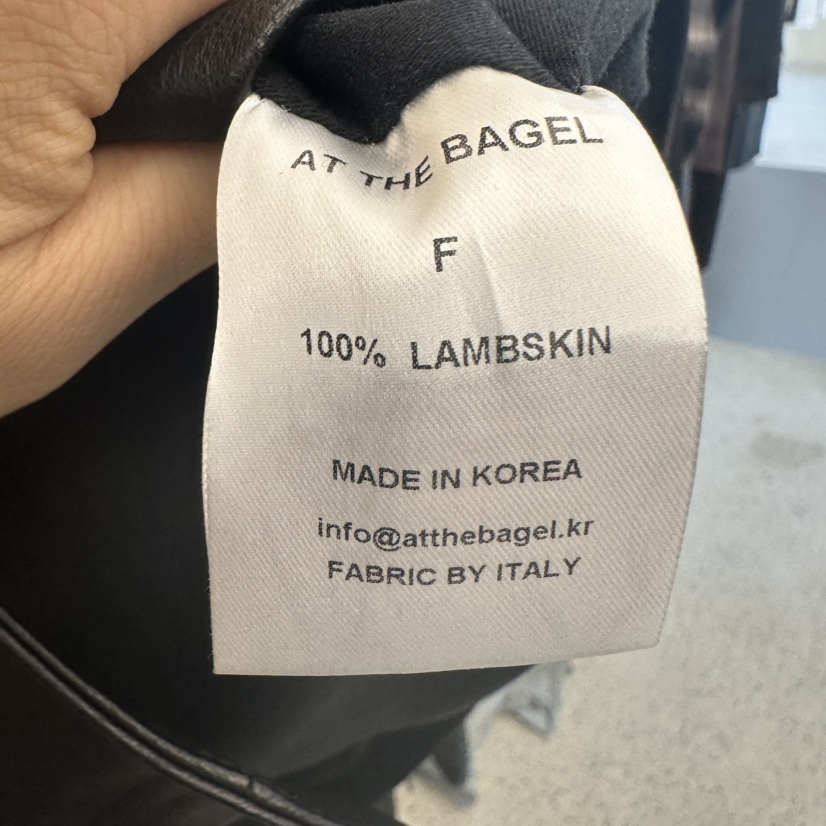 AT THE BAGEL
F
100% LAMBSKIN
MADE IN KOREA
info@atthebagel.kr
FABRIC BY ITALY